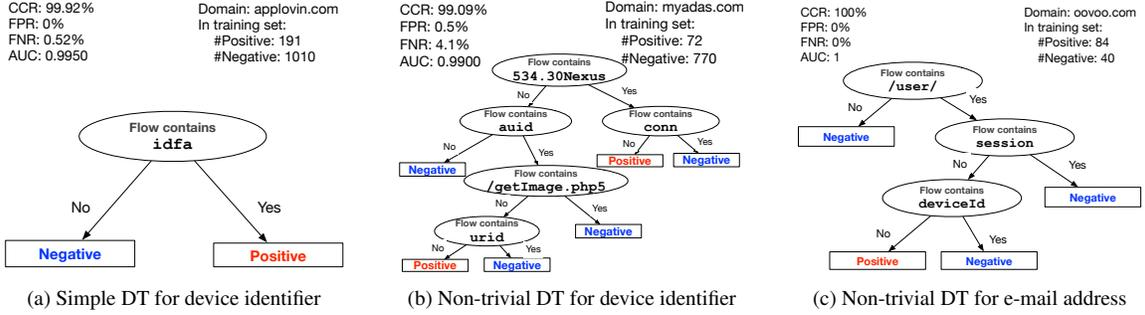 CCR: 99.92%
FPR: 0%
FNR: 0.52%
AUC: 0.9950
Domain: applovin.com
In training set:
#Positive: 191
#Negative: 1010
Flow contains
idfa
No
Yes
Negative
Positive
(a) Simple DT for device identifier
CCR: 99.09%
FPR: 0.5%
FNR: 4.1%
AUC: 0.9900
Domain: myadas.com
In training set:
#Positive: 72
#Negative: 770
Flow contains
534.30Nexus
No
Yes
Flow contains
auid
Flow contains
conn
No
Yes
No
Yes
Negative
Positive
Negative
Flow contains
/getImage.php5
No
Yes
Flow contains
urid
Negative
No
Yes
Positive
Negative
(b) Non-trivial DT for device identifier
CCR: 100%
FPR: 0%
FNR: 0%
AUC: 1
Domain: oovoo.com
In training set:
#Positive: 84
#Negative: 40
Flow contains
/user/
No
Yes
Negative
Flow contains
session
No
Yes
Flow contains
deviceId
Negative
No
Yes
Positive
Negative
(c) Non-trivial DT for e-mail address